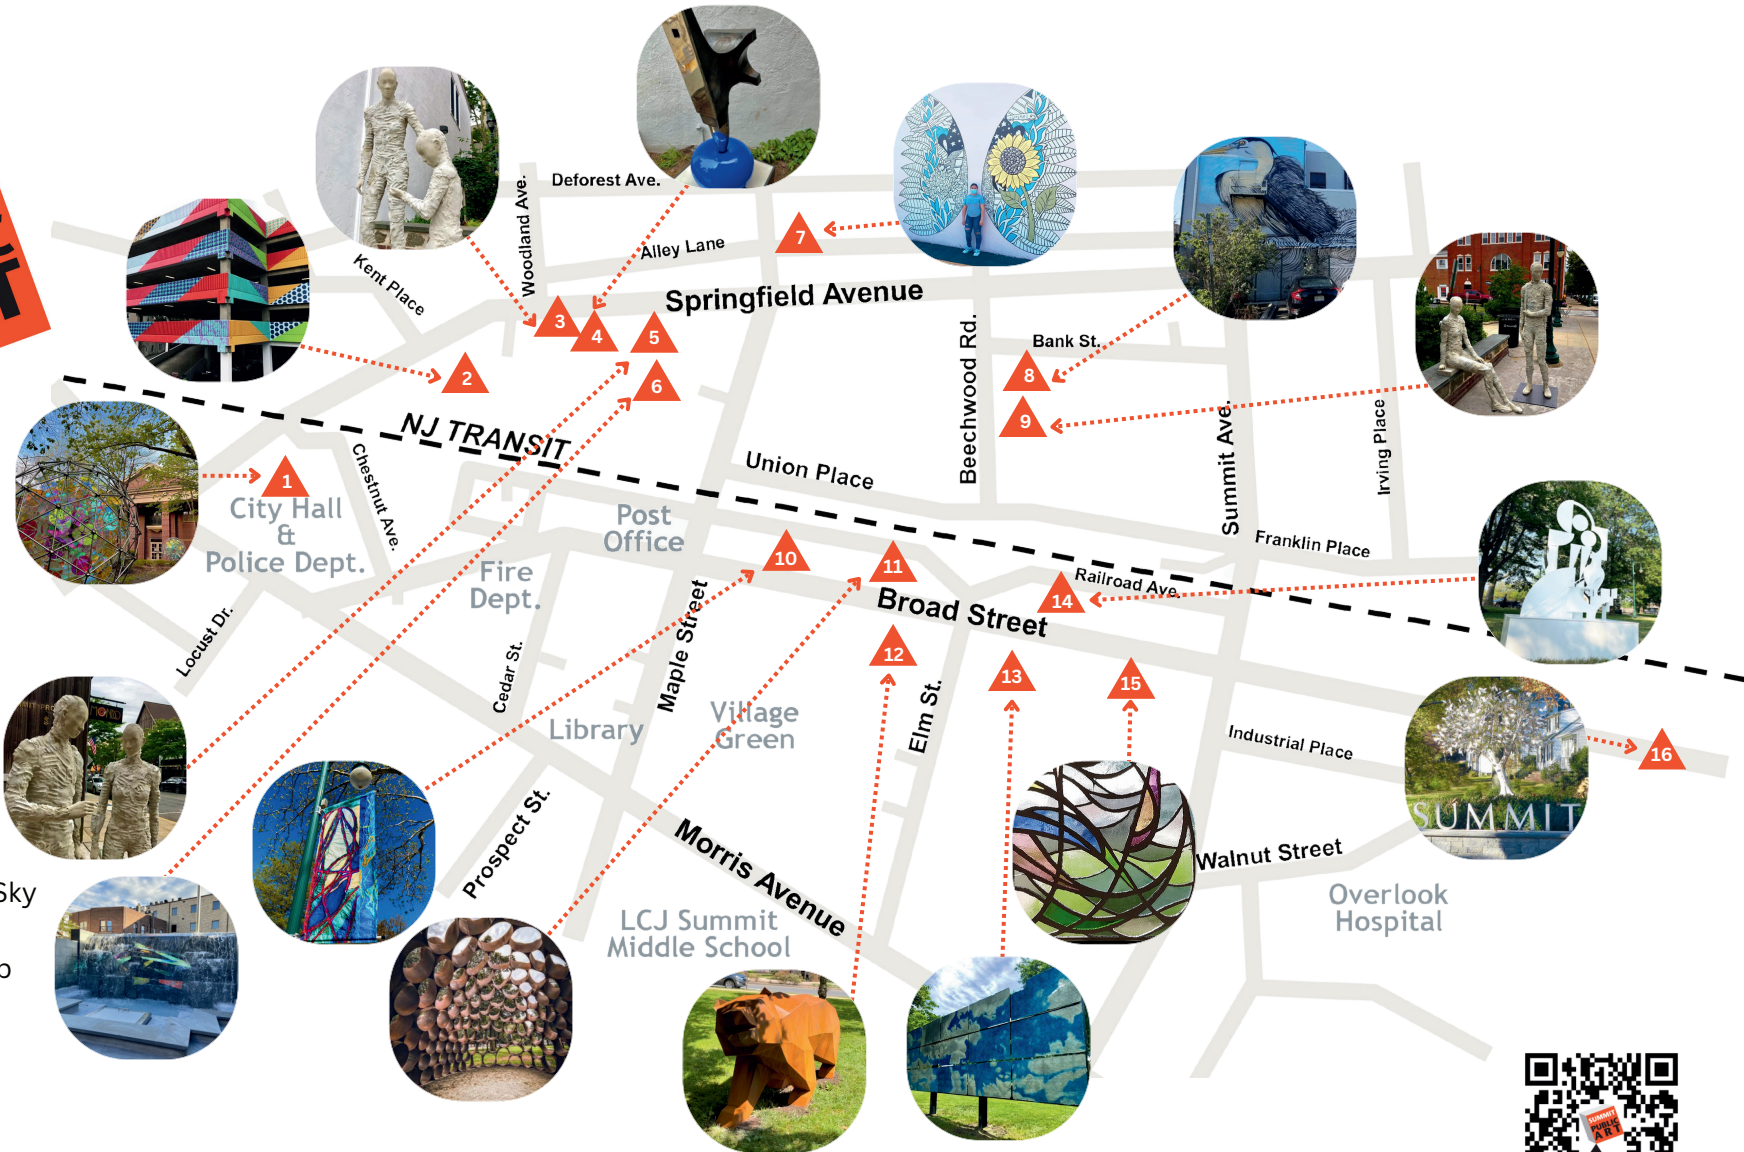 Deforest Ave.
Woodland Ave.
Alley Lane
Kent Place
Springfield Avenue
7
3
4
5
6
2
Bank St.
Beechwood Rd.
8
9
NJ TRANSIT
Union Place
Summit Ave.
Irving Place
Chestnut Ave.
1
City Hall
&
Police Dept.
Post
Office
Fire
Dept.
Franklin Place
10
11
Railroad Ave.
14
Broad Street
Locust Dr.
Cedar St.
Maple Street
12
13
15
Elm St.
Library
Village
Green
Industrial Place
16
SUMMIT
Prospect St.
Morris Avenue
Walnut Street
Overlook
Hospital
LCJ Summit
Middle School
Sky
SUMMIT
PUBLIC
ART